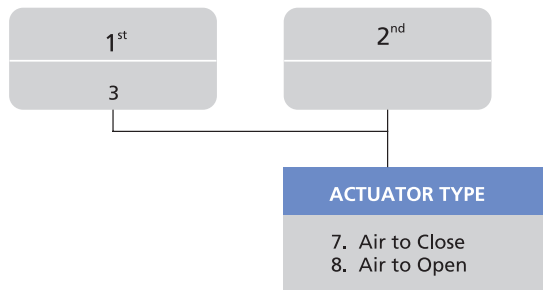 1st
2nd
3
ACTUATOR TYPE
7. Air to Close
8. Air to Open